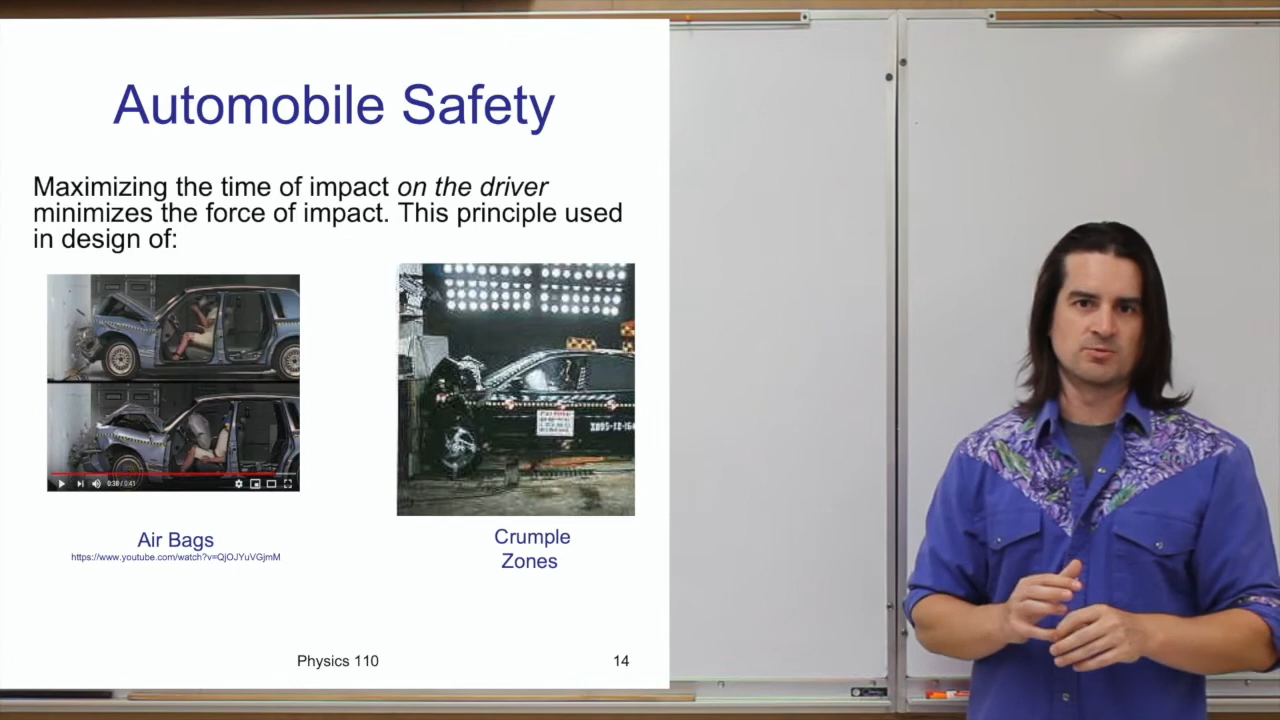 Automobile Safety
Maximizing the time of impact on the driver
minimizes the force of impact. This principle used
in design of:
0:38 / 0:41
Air Bags
https://www.youtube.com/watch?v=QjOJYuVGjmM
Crumple
Zones
Physics 110
14